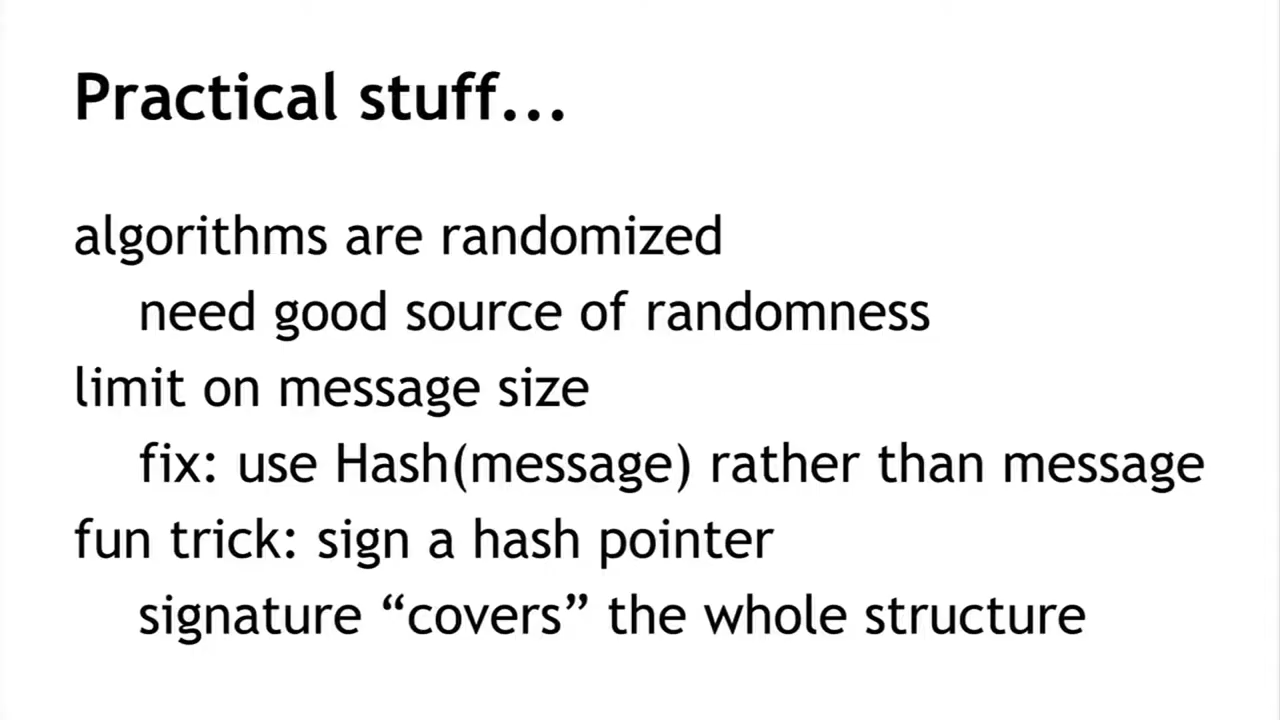 Practical stuff...
algorithms are randomized
need good source of randomness
limit on message size
fix: use Hash(message) rather than message
fun trick: sign a hash pointer
signature “covers” the whole structure